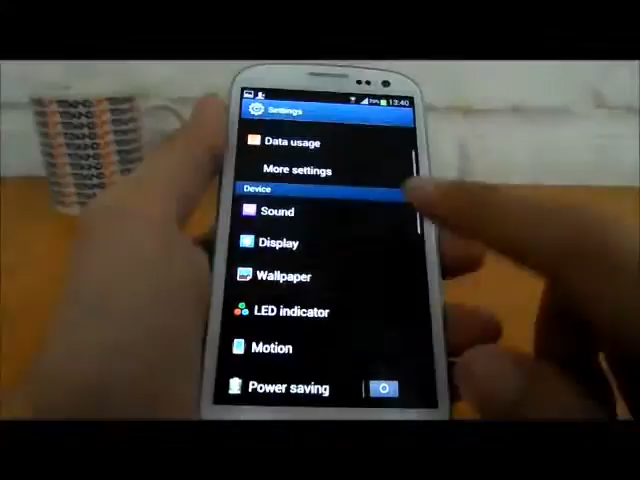 13:40
Settings
Data usage
More settings
Device
Sound
Display
Wallpaper
LED indicator
Motion
Power saving